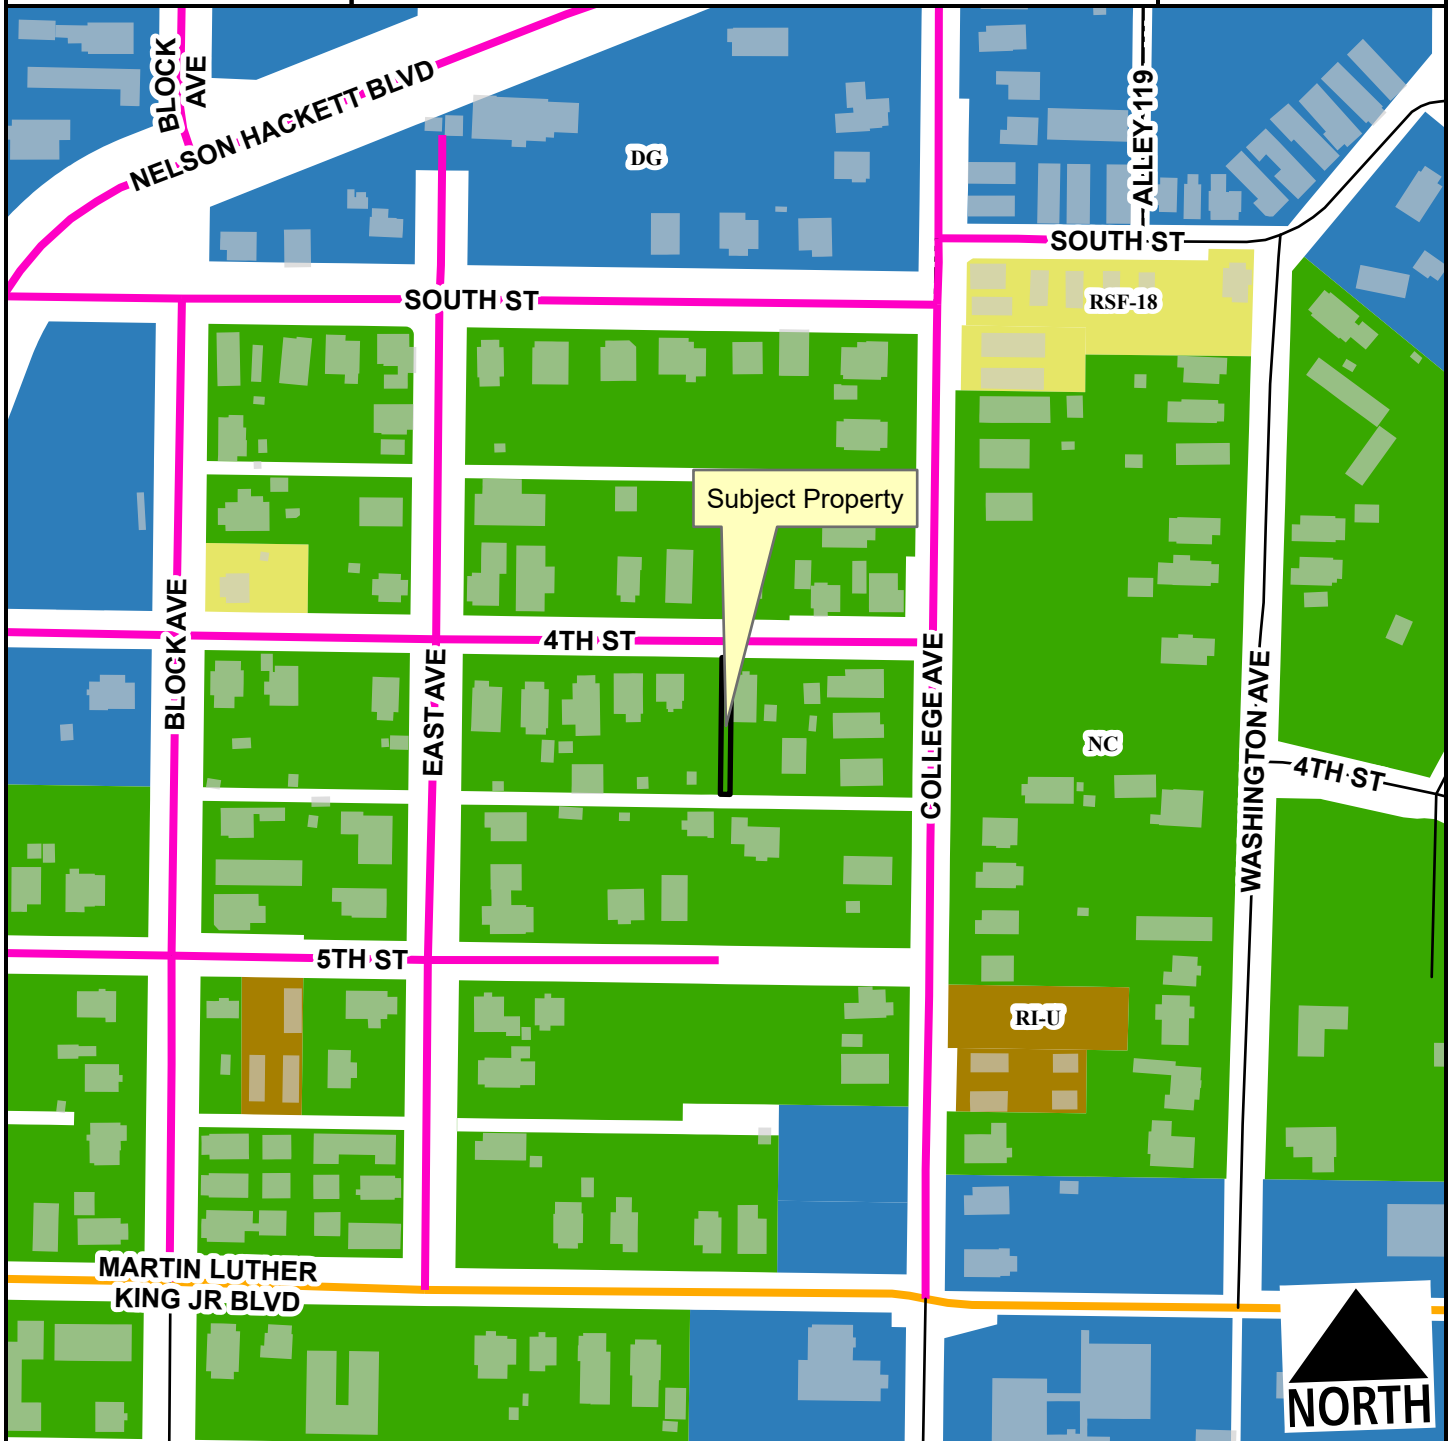 BLOCK
AVE
NELSON HACKETT BLVD
DG
ALLEY 119
SOUTH ST
SOUTH ST
RSF-18
Subject Property
BLOCK AVE
4TH ST
EAST AVE
COLLEGE AVE
NC
WASHINGTON AVE
4TH ST
5TH ST
RI-U
MARTIN LUTHER
KING JR BLVD
NORTH